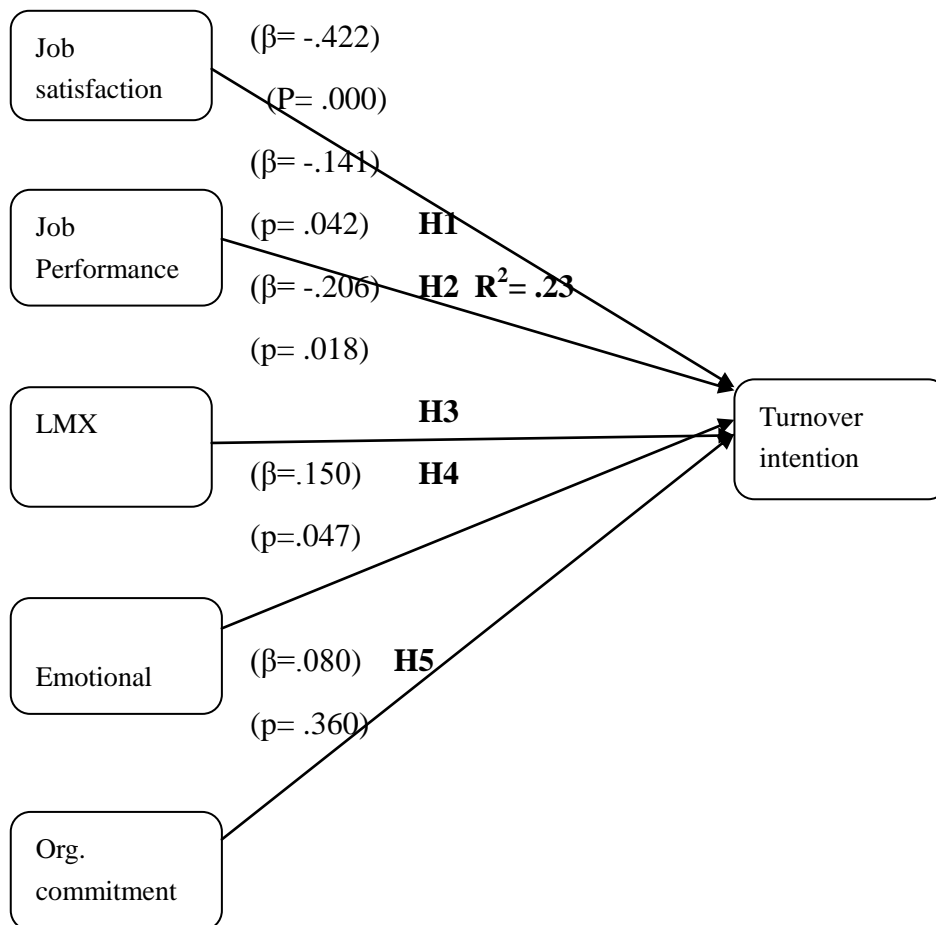 Job
satisfaction
(β= -.422)
(P= .000)
(β= -.141)
Job
Performance
(p= .042) H1
(β= -.206) H2 R²= .23
(p= .018)
LMX
H3
(β=.150) H4
(p=.047)
Turnover
intention
Emotional
(β=.080) H5
(p= .360)
Org.
commitment